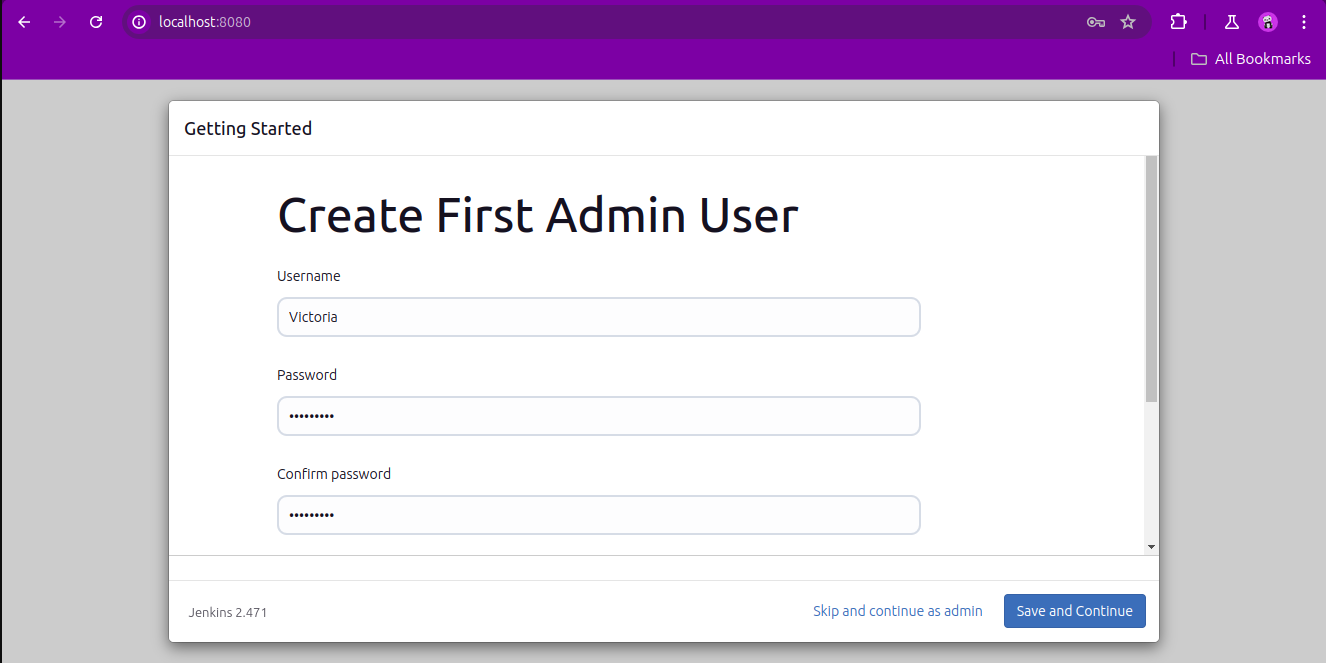 localhost:8080
All Bookmarks
Getting Started
Create First Admin User
Username
Victoria
Password
•••••••••
Confirm password
•••••••••
Jenkins 2.471
Skip and continue as admin
Save and Continue